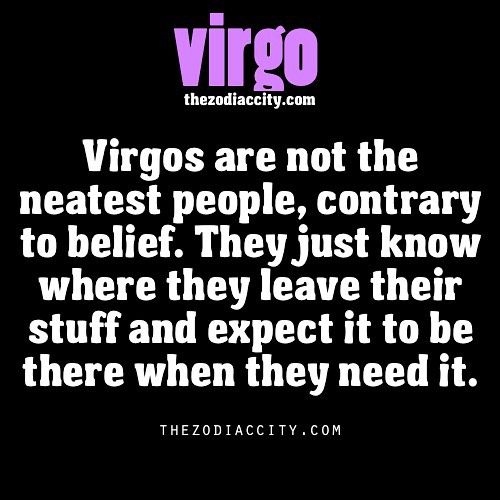 virgo
thezodiaccity.com
Virgos are not the
neatest people, contrary
to belief. They just know
where they leave their
stuff and expect it to be
there when they need it.
THEZODIACCITY.COM